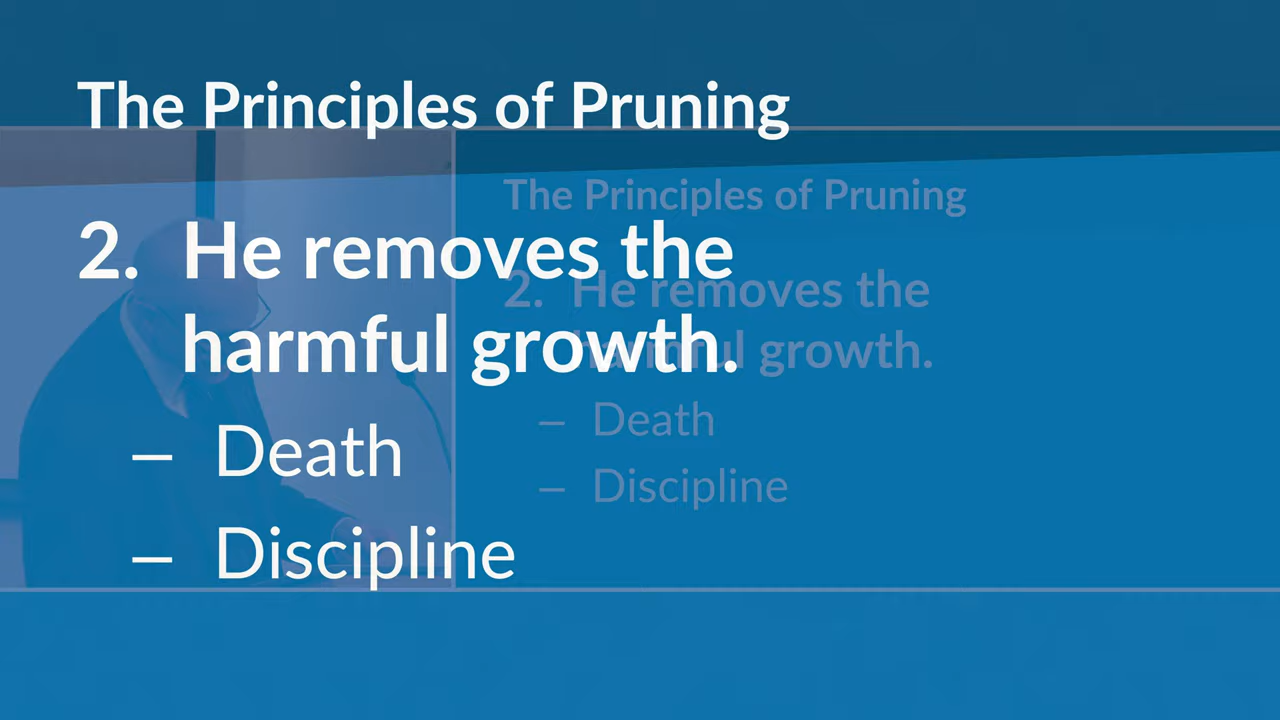 The Principles of Pruning
2. He removes the
harmful growth.
– Death
– Discipline
The Principles of Pruning
2. He removes the
harmful growth.
– Death
– Discipline